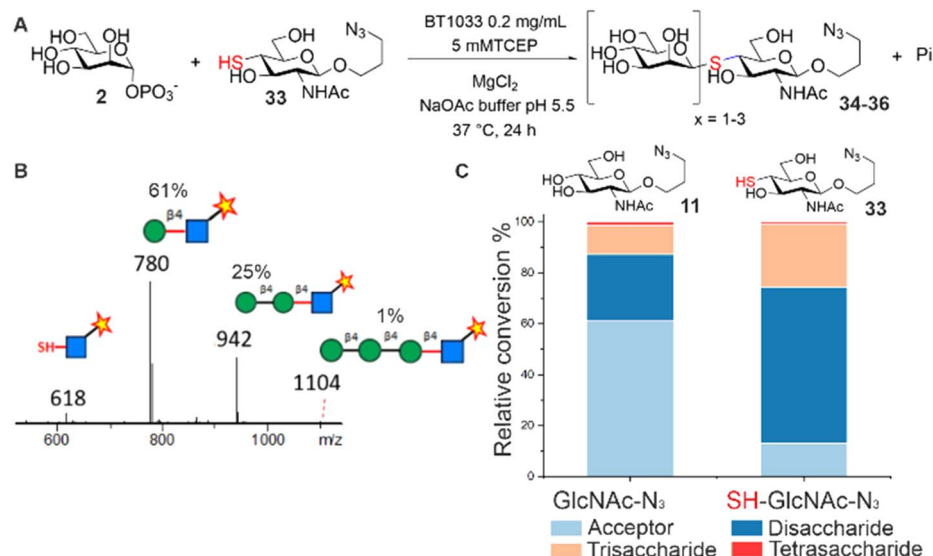 A
OH
OH
HO
HO
OPO₃⁻
2
+
OH
HS
HO
NHAc
O
N₃
33
BT1033 0.2 mg/mL
5 mMTCEP
MgCl₂
NaOAc buffer pH 5.5
37 °C, 24 h
OH
OH
HO
HO
O
S
OH
HO
O
NHAc
O
N₃
x = 1-3
34-36
+ Pi
B
61%
β4
780
25%
β4 β4
942
1%
β4 β4 β4
1104
SH
618
600 800 1000 m/z
C
OH
HO
HO
O
NHAc
O
N₃
11
OH
HS
HO
O
NHAc
O
N₃
33
Relative conversion %
100
80
60
40
20
0
GlcNAc-N₃ SH-GlcNAc-N₃
Acceptor Disaccharide
Trisaccharide Tetrasaccharide